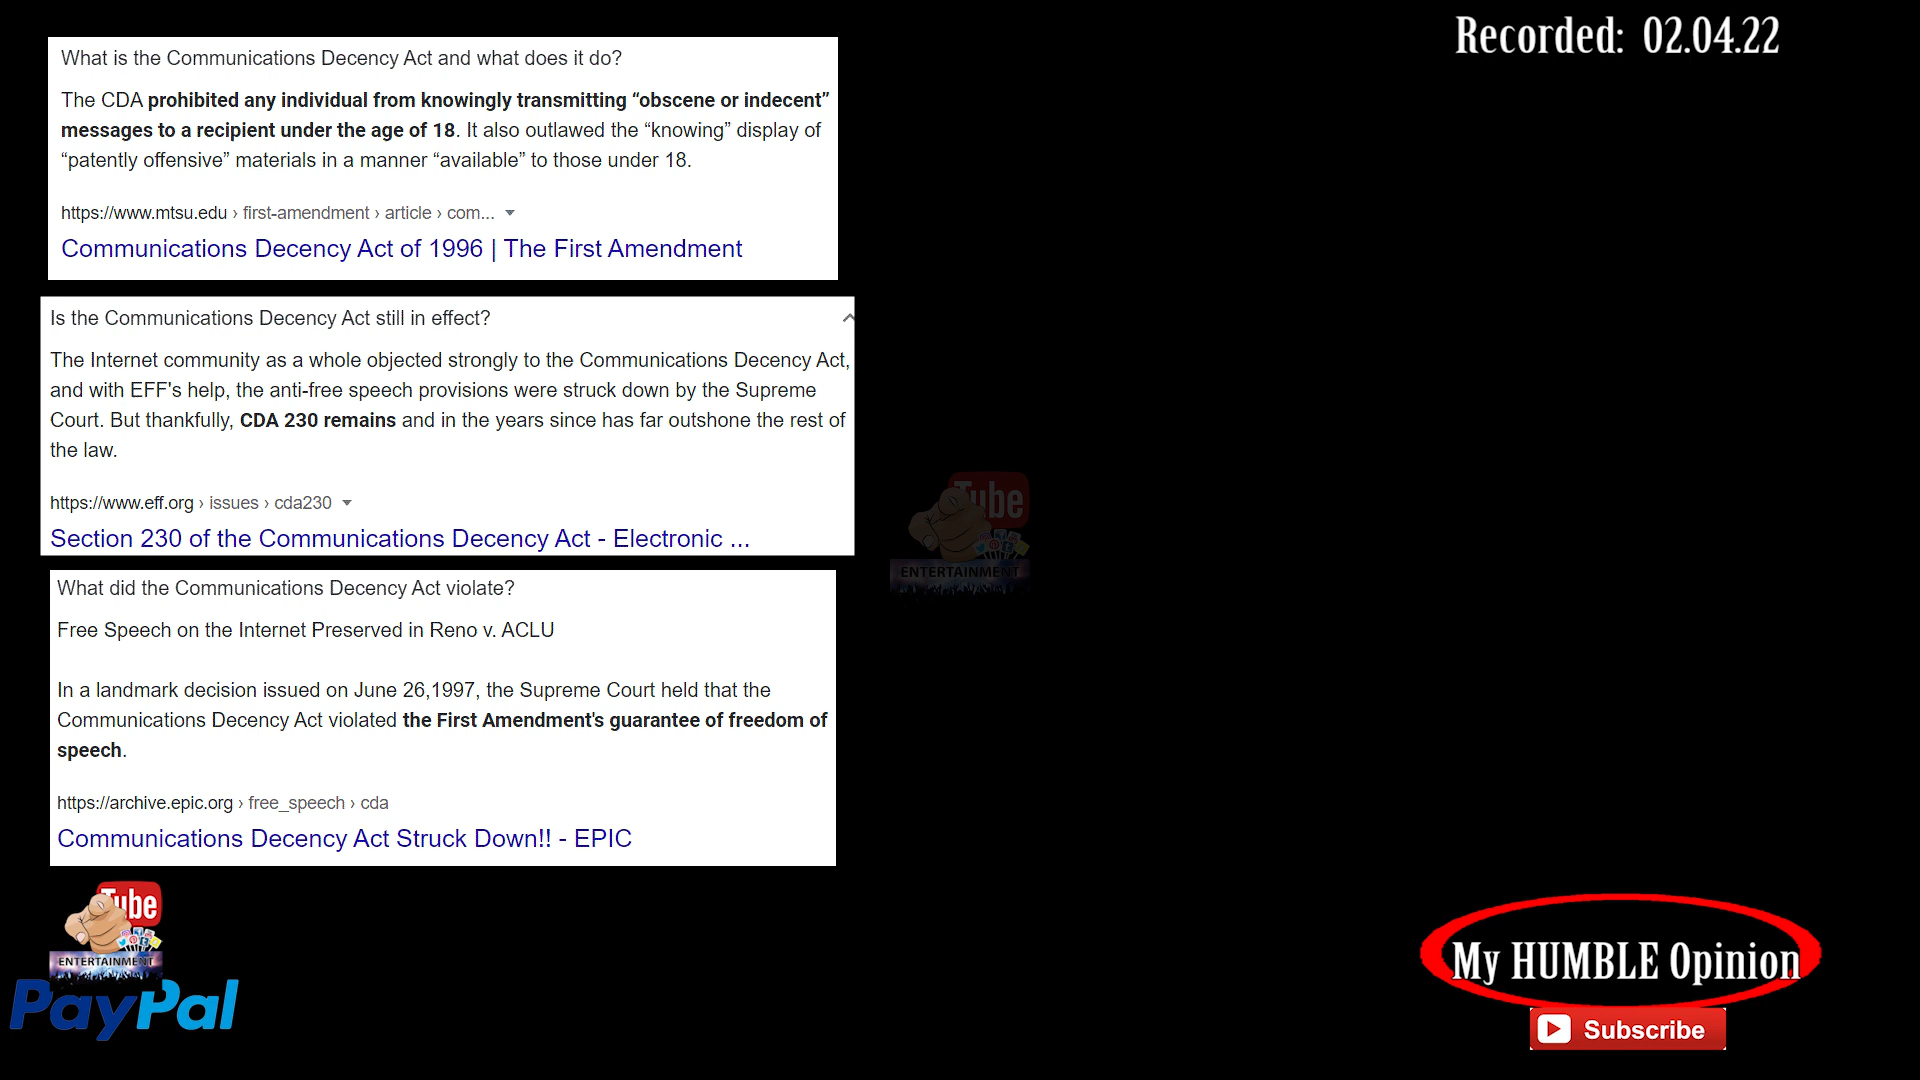 Recorded: 02.04.22
What is the Communications Decency Act and what does it do?
The CDA prohibited any individual from knowingly transmitting “obscene or indecent”
messages to a recipient under the age of 18. It also outlawed the “knowing” display of
“patently offensive” materials in a manner “available” to those under 18.
https://www.mtsu.edu › first-amendment › article › com...
Communications Decency Act of 1996 | The First Amendment
Is the Communications Decency Act still in effect?
The Internet community as a whole objected strongly to the Communications Decency Act,
and with EFF's help, the anti-free speech provisions were struck down by the Supreme
Court. But thankfully, CDA 230 remains and in the years since has far outshone the rest of
the law.
https://www.eff.org › issues › cda230
Section 230 of the Communications Decency Act - Electronic ...
Tube
ENTERTAINMENT
What did the Communications Decency Act violate?
Free Speech on the Internet Preserved in Reno v. ACLU
In a landmark decision issued on June 26,1997, the Supreme Court held that the
Communications Decency Act violated the First Amendment's guarantee of freedom of
speech.
https://archive.epic.org › free_speech › cda
Communications Decency Act Struck Down!! - EPIC
Tube
ENTERTAINMENT
PayPal
My HUMBLE Opinion
Subscribe